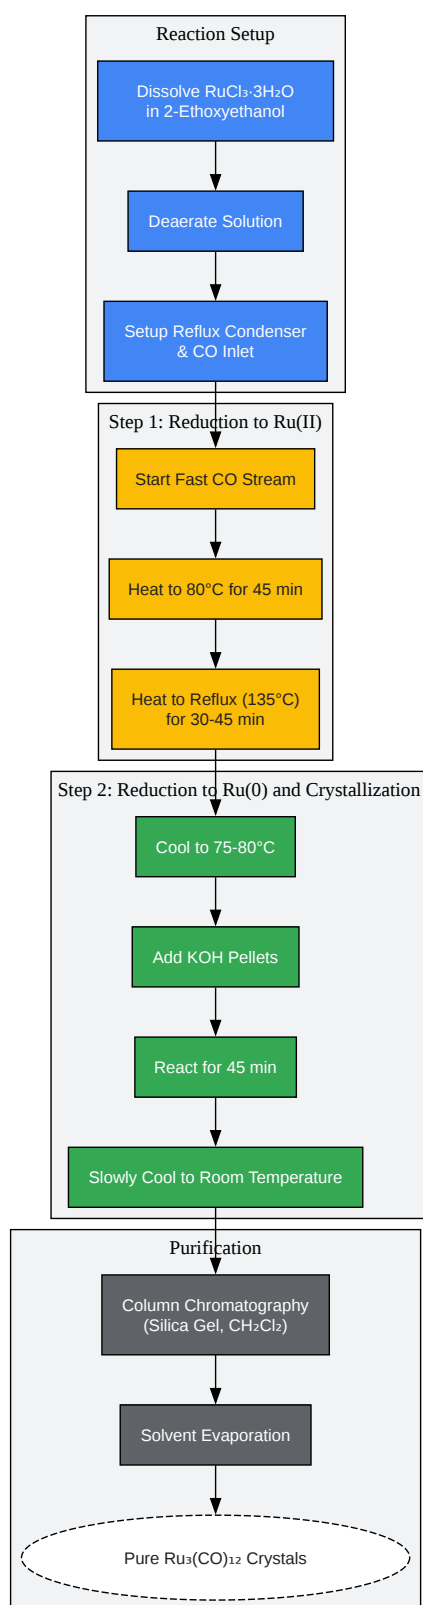 Reaction Setup
Dissolve RuCl₃·3H₂O
in 2-Ethoxyethanol
Deaerate Solution
Setup Reflux Condenser
& CO Inlet
Step 1: Reduction to Ru(II)
Start Fast CO Stream
Heat to 80°C for 45 min
Heat to Reflux (135°C)
for 30-45 min
Step 2: Reduction to Ru(0) and Crystallization
Cool to 75-80°C
Add KOH Pellets
React for 45 min
Slowly Cool to Room Temperature
Purification
Column Chromatography
(Silica Gel, CH₂Cl₂)
Solvent Evaporation
Pure Ru₃(CO)₁₂ Crystals